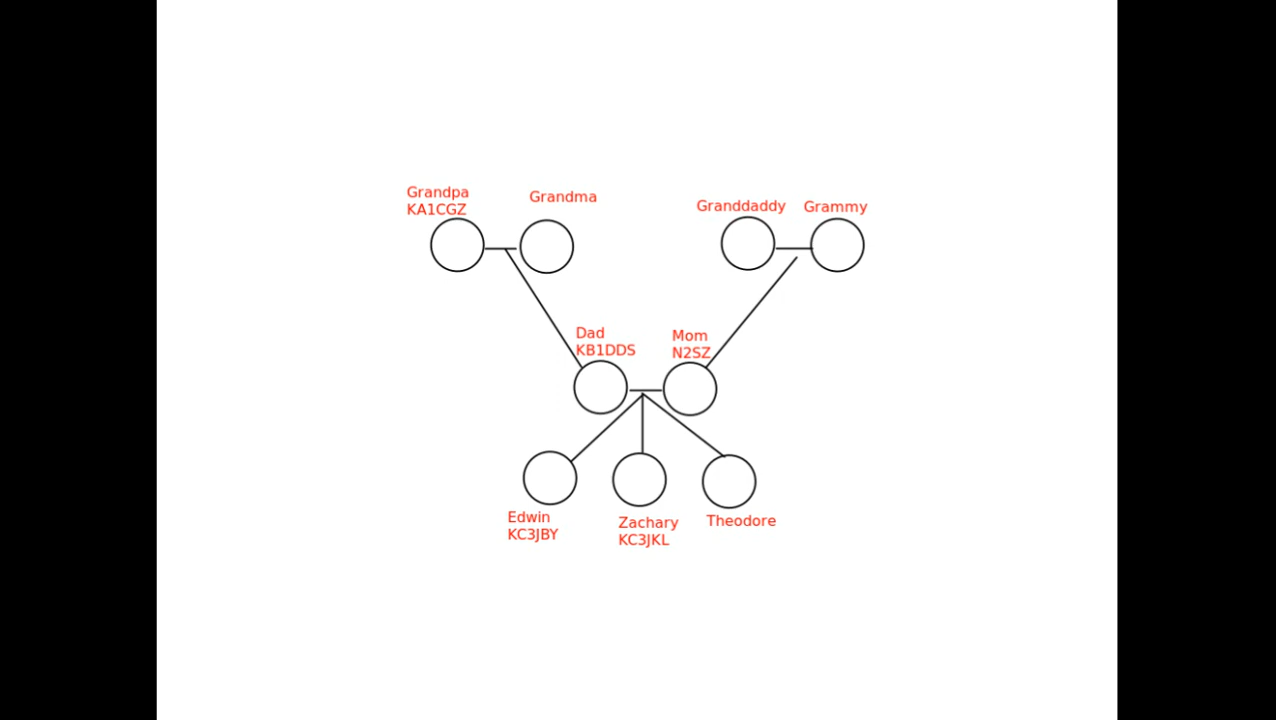 Grandpa
KA1CGZ
Grandma
Granddaddy
Grammy
Dad
KB1DDS
Mom
N2SZ
Edwin
KC3JBY
Zachary
KC3JKL
Theodore